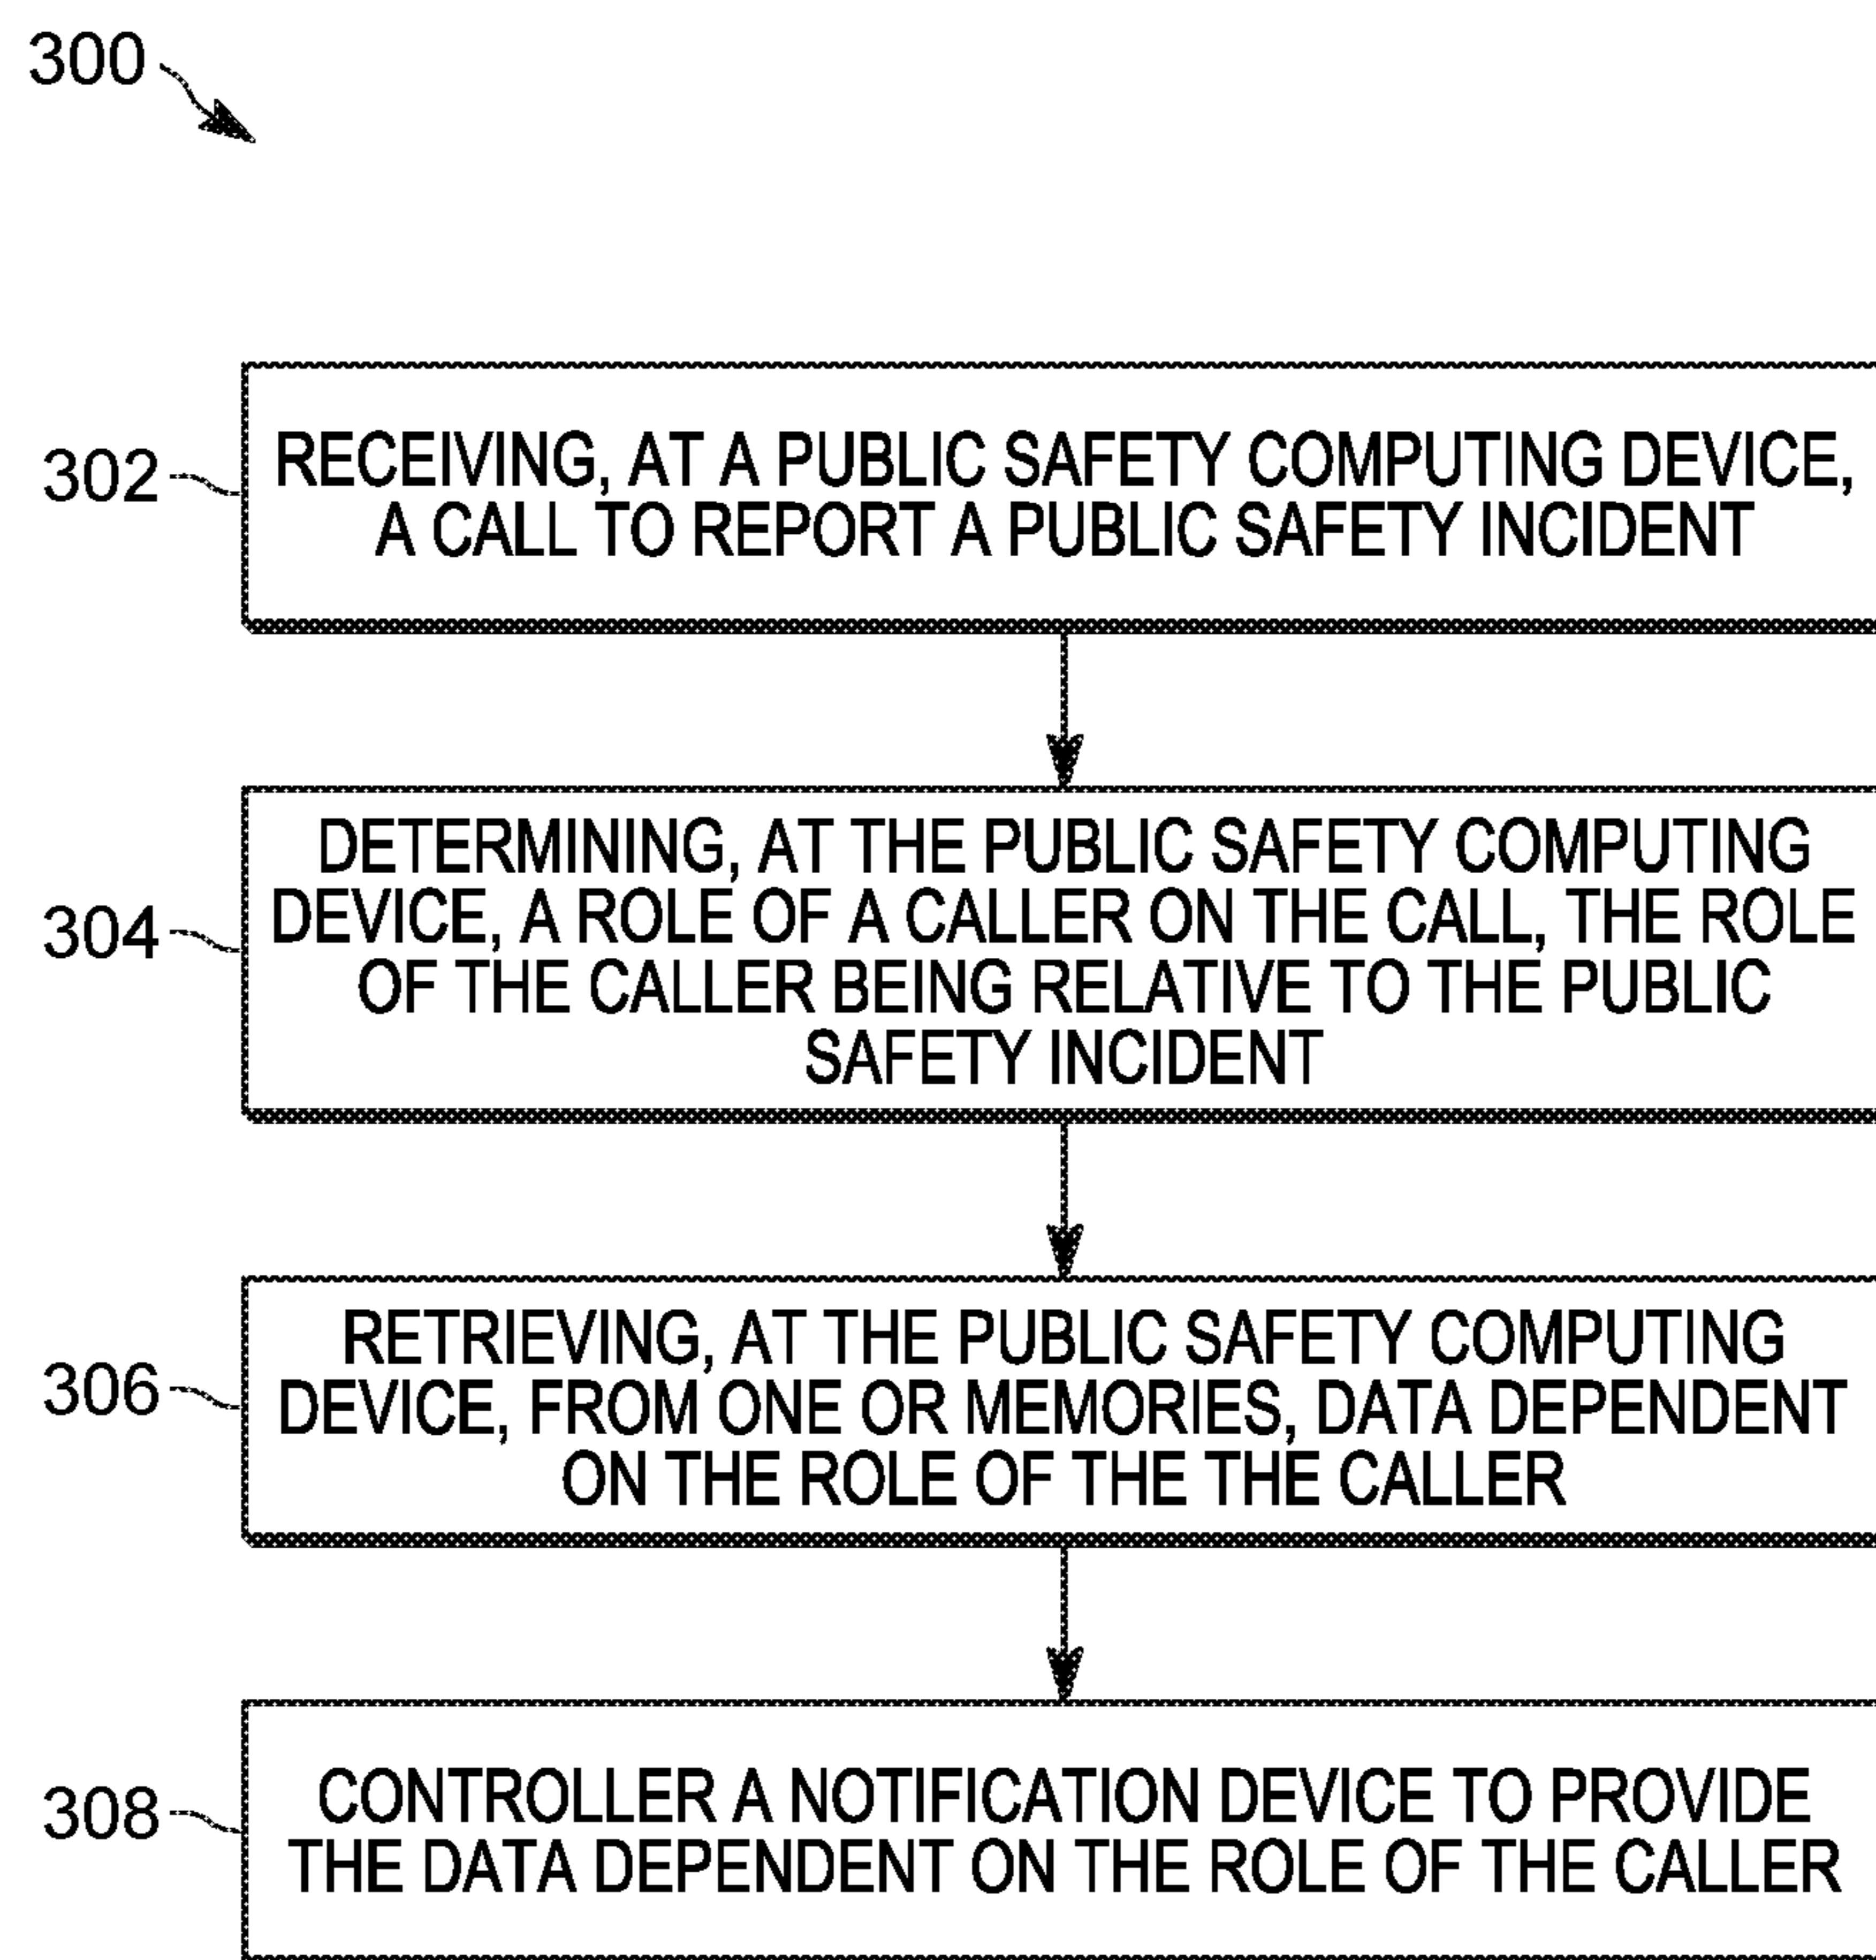 300
302
RECEIVING, AT A PUBLIC SAFETY COMPUTING DEVICE,
A CALL TO REPORT A PUBLIC SAFETY INCIDENT
304
DETERMINING, AT THE PUBLIC SAFETY COMPUTING
DEVICE, A ROLE OF A CALLER ON THE CALL, THE ROLE
OF THE CALLER BEING RELATIVE TO THE PUBLIC
SAFETY INCIDENT
306
RETRIEVING, AT THE PUBLIC SAFETY COMPUTING
DEVICE, FROM ONE OR MEMORIES, DATA DEPENDENT
ON THE ROLE OF THE THE CALLER
308
CONTROLLER A NOTIFICATION DEVICE TO PROVIDE
THE DATA DEPENDENT ON THE ROLE OF THE CALLER